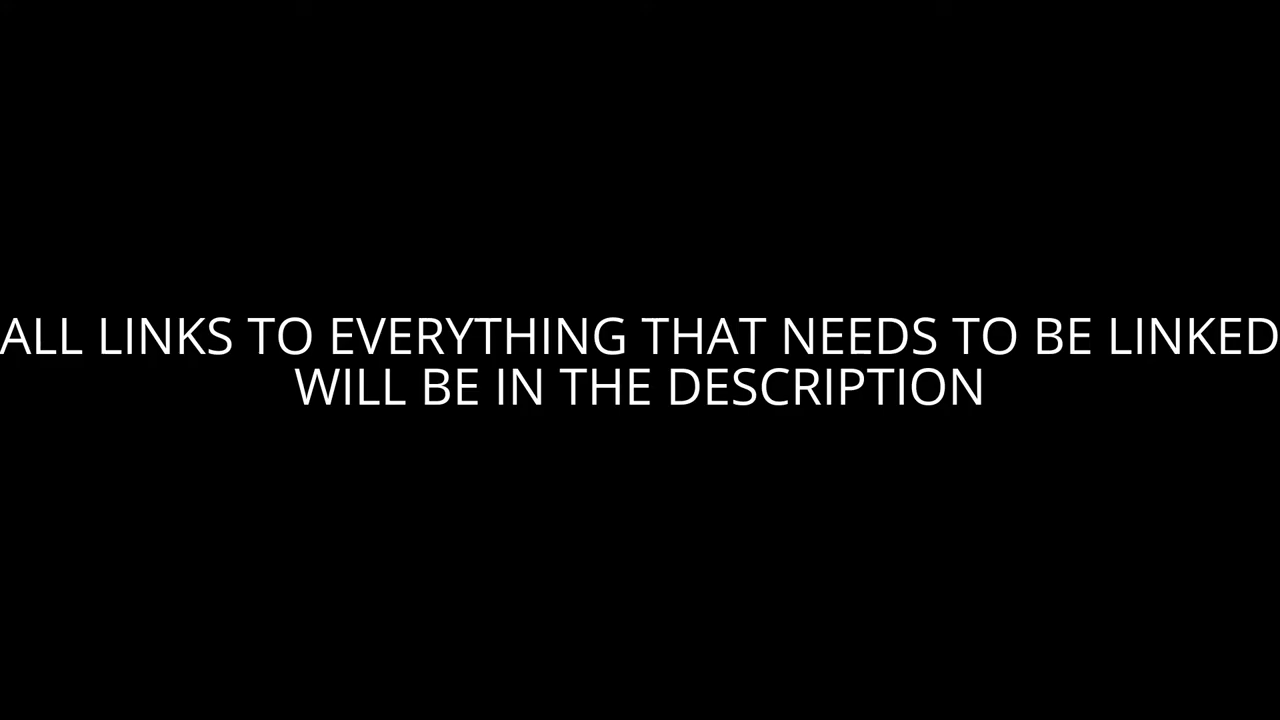 ALL LINKS TO EVERYTHING THAT NEEDS TO BE LINKED
WILL BE IN THE DESCRIPTION